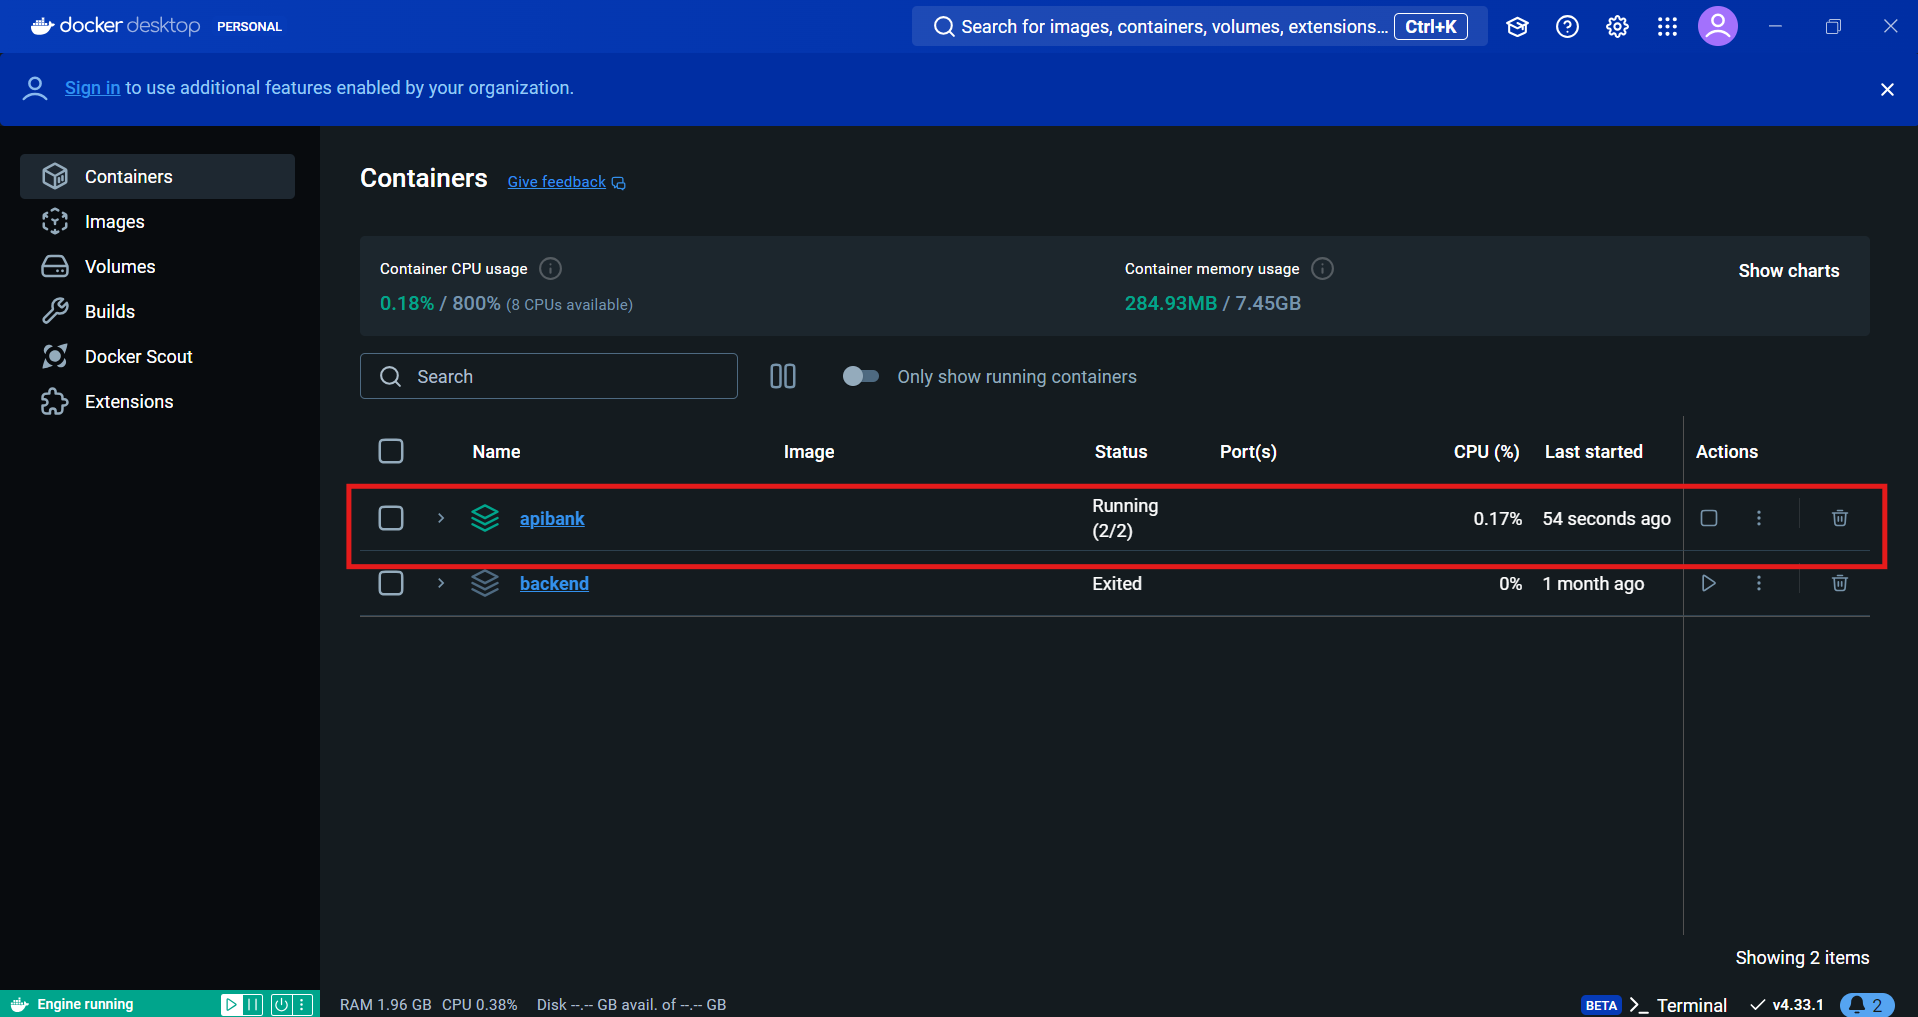 docker desktop PERSONAL
Search for images, containers, volumes, extensions... Ctrl+K
Sign in to use additional features enabled by your organization.
Containers
Images
Volumes
Builds
Docker Scout
Extensions
Containers Give feedback
Container CPU usage
0.18% / 800% (8 CPUs available)
Container memory usage
284.93MB / 7.45GB
Show charts
Search
Only show running containers
Name Image Status Port(s) CPU (%) Last started Actions
apibank Running (2/2) 0.17% 54 seconds ago
backend Exited 0% 1 month ago
Showing 2 items
Engine running
RAM 1.96 GB CPU 0.38% Disk --.-- GB avail. of --.-- GB
BETA >_ Terminal v4.33.1 2